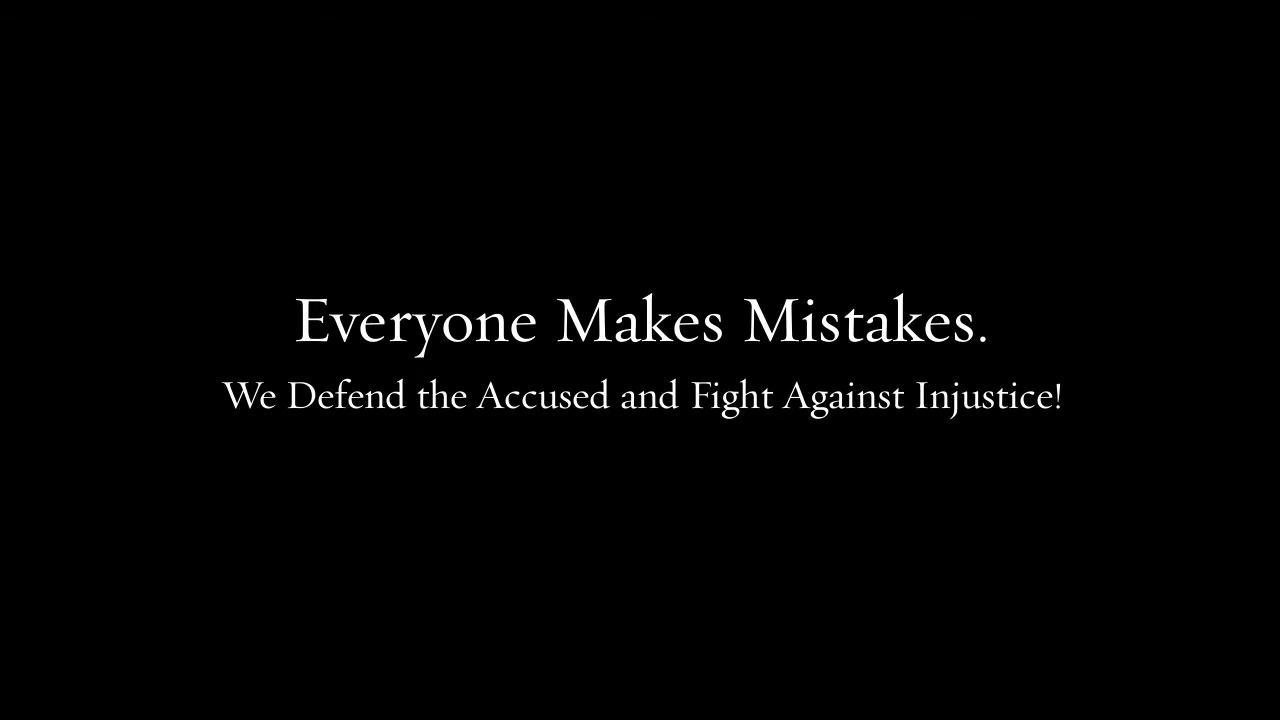 Everyone Makes Mistakes.
We Defend the Accused and Fight Against Injustice!